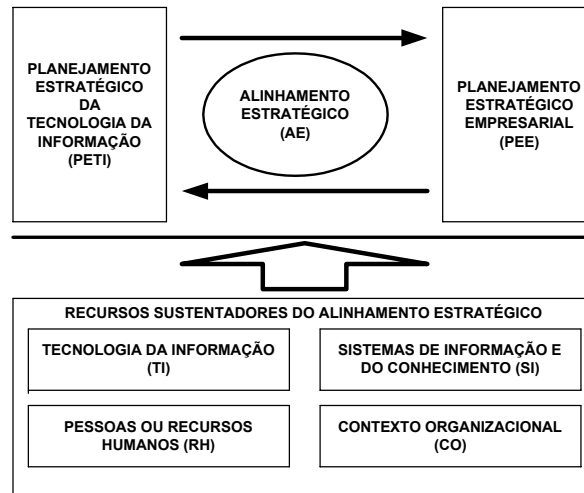 PLANEJAMENTO
ESTRATÉGICO
DA
TECNOLOGIA DA
INFORMAÇÃO
(PETI)
ALINHAMENTO
ESTRATÉGICO
(AE)
PLANEJAMENTO
ESTRATÉGICO
EMPRESARIAL
(PEE)
RECURSOS SUSTENTADORES DO ALINHAMENTO ESTRATÉGICO
TECNOLOGIA DA INFORMAÇÃO
(TI)
SISTEMAS DE INFORMAÇÃO E
DO CONHECIMENTO (SI)
PESSOAS OU RECURSOS
HUMANOS (RH)
CONTEXTO ORGANIZACIONAL
(CO)